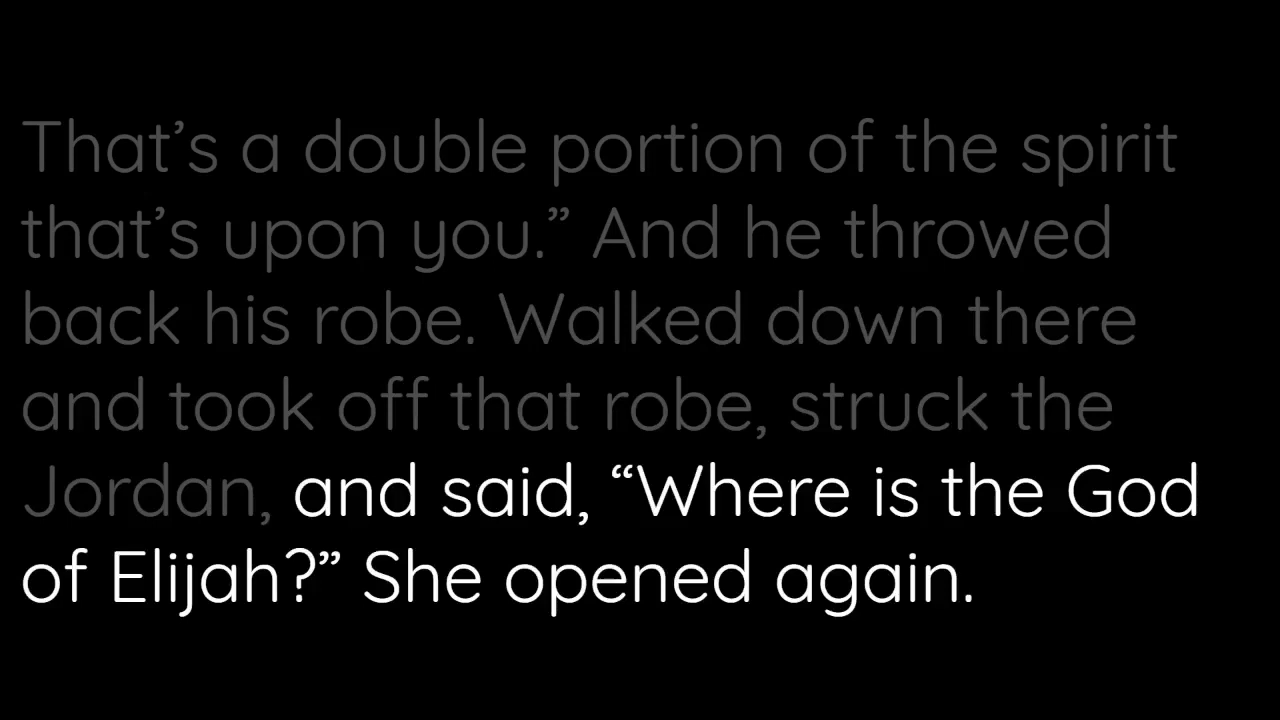 That’s a double portion of the spirit
that’s upon you.” And he throwed
back his robe. Walked down there
and took off that robe, struck the
Jordan, and said, “Where is the God
of Elijah?” She opened again.